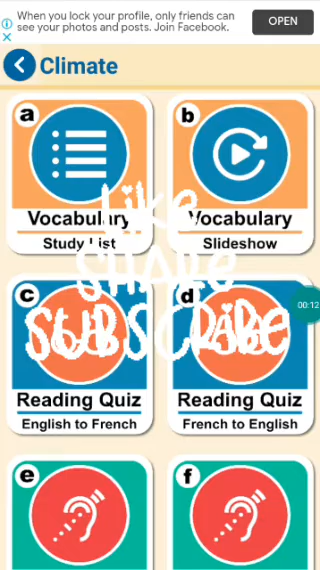 When you lock your profile, only friends can
see your photos and posts. Join Facebook.
OPEN
Climate
a
b
Vocabulary
Study List
Vocabulary
Slideshow
LIKE
SHARE
SUBSCRIBE
00:12
c
d
Reading Quiz
English to French
Reading Quiz
French to English
e
f